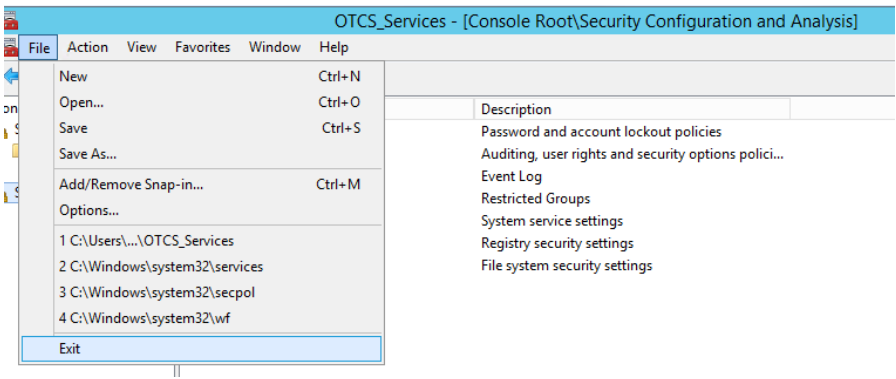 OTCS_Services - [Console Root\Security Configuration and Analysis]
File Action View Favorites Window Help
New Ctrl+N
Open... Ctrl+O
Save Ctrl+S
Save As...
Add/Remove Snap-in... Ctrl+M
Options...
1 C:\Users\...\OTCS_Services
2 C:\Windows\system32\services
3 C:\Windows\system32\secpol
4 C:\Windows\system32\wf
Exit
Description
Password and account lockout policies
Auditing, user rights and security options polici...
Event Log
Restricted Groups
System service settings
Registry security settings
File system security settings